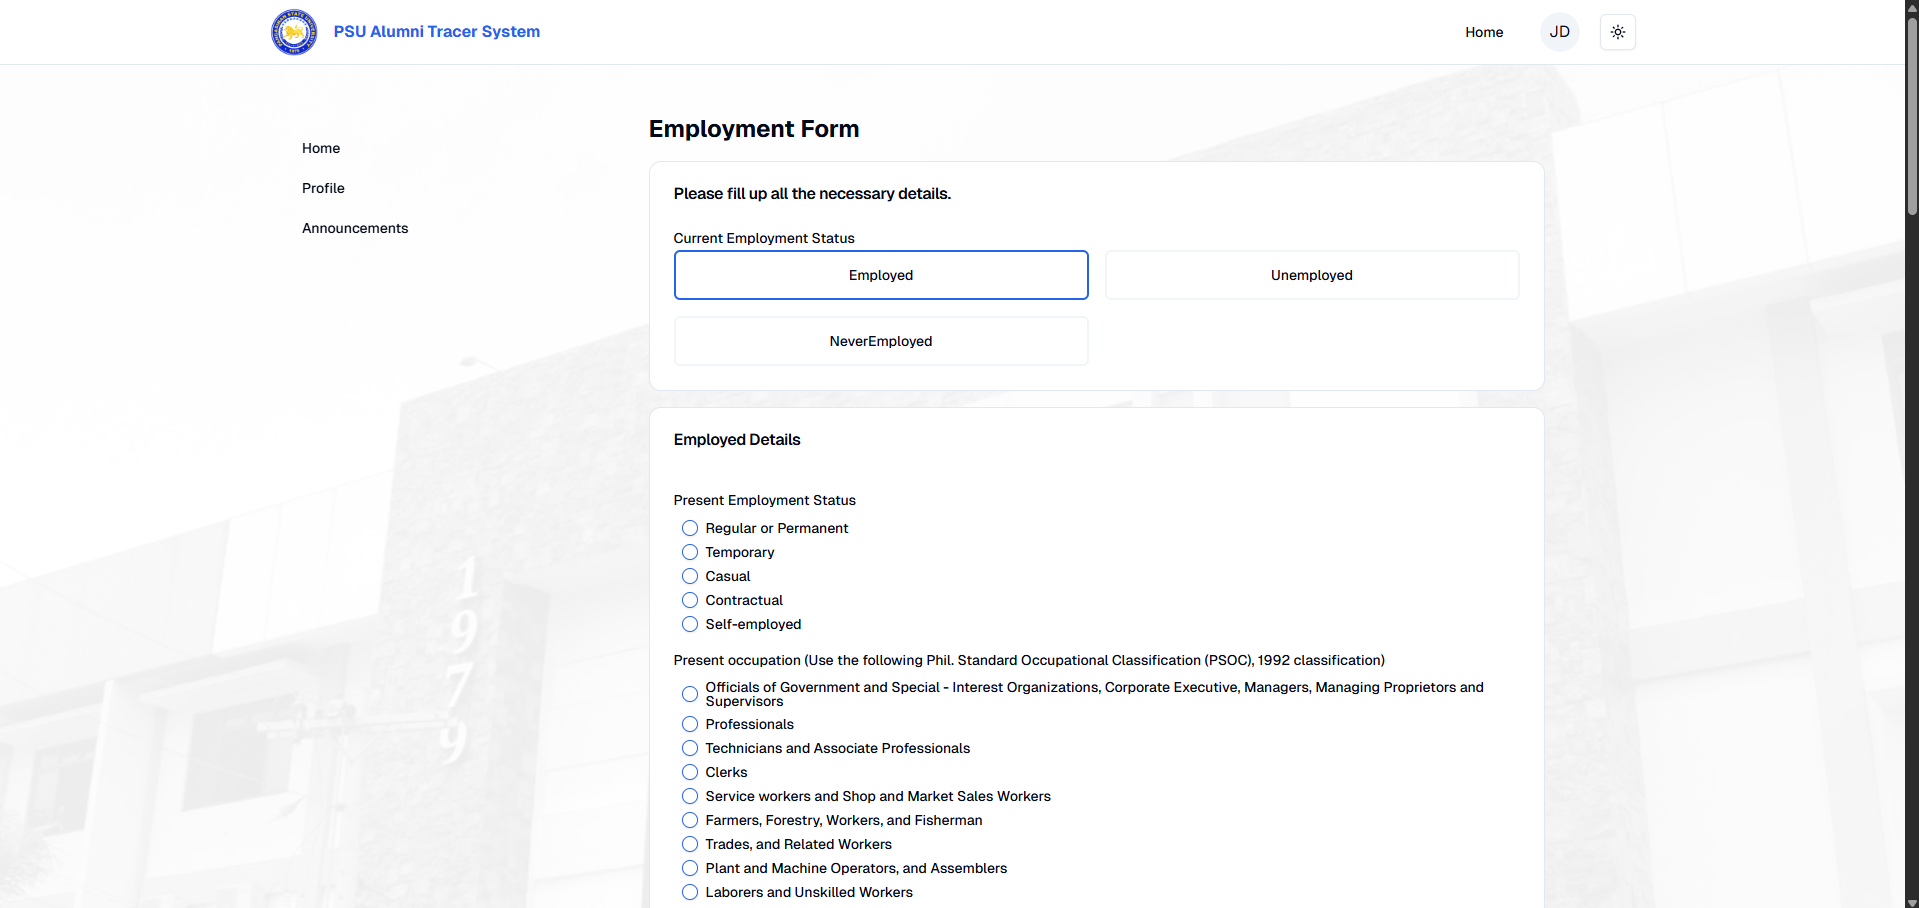 PSU Alumni Tracer System
Home
JD
Home
Profile
Announcements
Employment Form
Please fill up all the necessary details.
Current Employment Status
Employed
Unemployed
NeverEmployed
Employed Details
Present Employment Status
Regular or Permanent
Temporary
Casual
Contractual
Self-employed
Present occupation (Use the following Phil. Standard Occupational Classification (PSOC), 1992 classification)
Officials of Government and Special - Interest Organizations, Corporate Executive, Managers, Managing Proprietors and
Supervisors
Professionals
Technicians and Associate Professionals
Clerks
Service workers and Shop and Market Sales Workers
Farmers, Forestry, Workers, and Fisherman
Trades, and Related Workers
Plant and Machine Operators, and Assemblers
Laborers and Unskilled Workers
1979